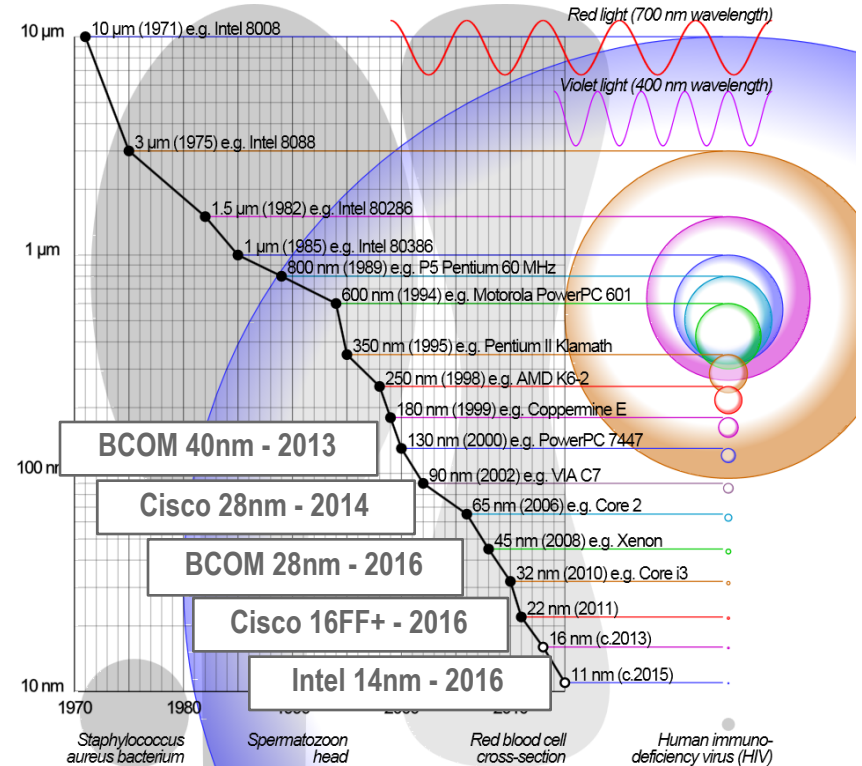 Red light (700 nm wavelength)
10 µm
10 µm (1971) e.g. Intel 8008
Violet light (400 nm wavelength)
3 µm (1975) e.g. Intel 8088
1.5 µm (1982) e.g. Intel 80286
1 µm
1 µm (1985) e.g. Intel 80386
800 nm (1989) e.g. P5 Pentium 60 MHz
600 nm (1994) e.g. Motorola PowerPC 601
350 nm (1995) e.g. Pentium II Klamath
250 nm (1998) e.g. AMD K6-2
180 nm (1999) e.g. Coppermine E
BCOM 40nm - 2013
130 nm (2000) e.g. PowerPC 7447
100 nm
90 nm (2002) e.g. VIA C7
Cisco 28nm - 2014
65 nm (2006) e.g. Core 2
45 nm (2008) e.g. Xenon
BCOM 28nm - 2016
32 nm (2010) e.g. Core i3
Cisco 16FF+ - 2016
22 nm (2011)
16 nm (c.2013)
Intel 14nm - 2016
11 nm (c.2015)
10 nm
1970 1980
Staphylococcus
aureus bacterium
Spermatozoon
head
Red blood cell
cross-section
Human immuno-
deficiency virus (HIV)